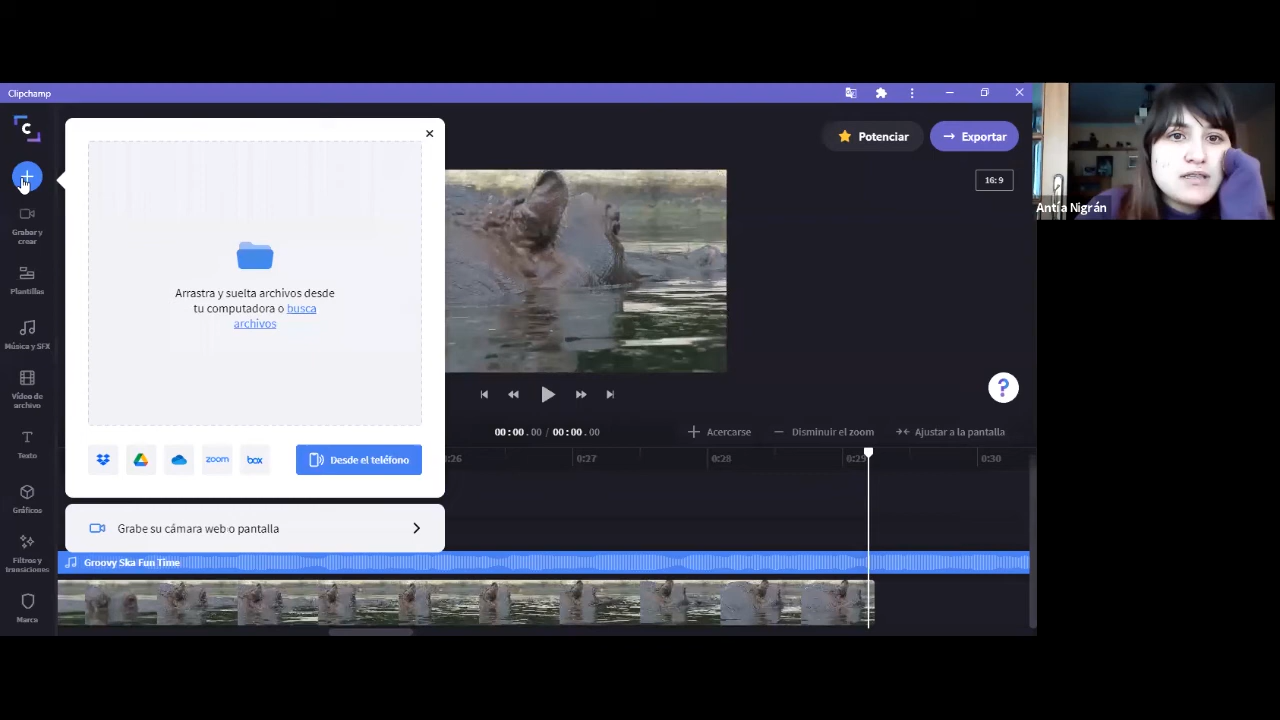 Clipchamp
Potenciar
Exportar
16:9
Antía Nigrán
Grabar y
crear
Plantillas
Música y SFX
Vídeo de
archivo
Texto
Gráficos
Filtros y
transiciones
Marca
Arrastra y suelta archivos desde
tu computadora o busca
archivos
zoom
box
Desde el teléfono
Grabe su cámara web o pantalla
?
00:00.00 / 00:00.00
Acercarse
Disminuir el zoom
Ajustar a la pantalla
:26
0:27
0:28
0:29
0:30
Groovy Ska Fun Time